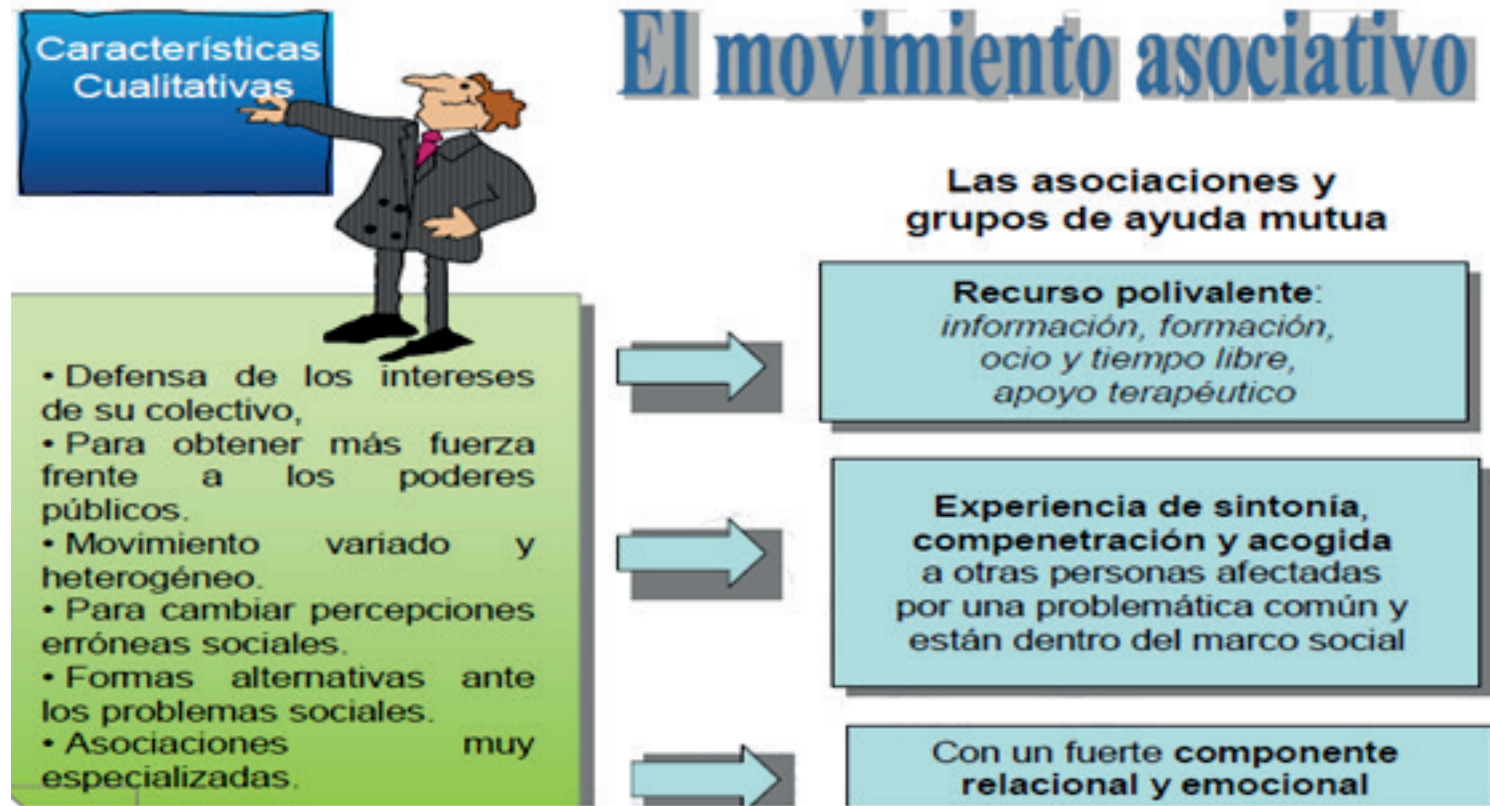 Características
Cualitativas
El movimiento asociativo
Las asociaciones y
grupos de ayuda mutua
• Defensa de los intereses
de su colectivo,
• Para obtener más fuerza
frente a los poderes
públicos.
• Movimiento variado y
heterogéneo.
• Para cambiar percepciones
erróneas sociales.
• Formas alternativas ante
los problemas sociales.
• Asociaciones muy
especializadas.
Recurso polivalente:
información, formación,
ocio y tiempo libre,
apoyo terapéutico
Experiencia de sintonía,
compenetración y acogida
a otras personas afectadas
por una problemática común y
están dentro del marco social
Con un fuerte componente
relacional y emocional